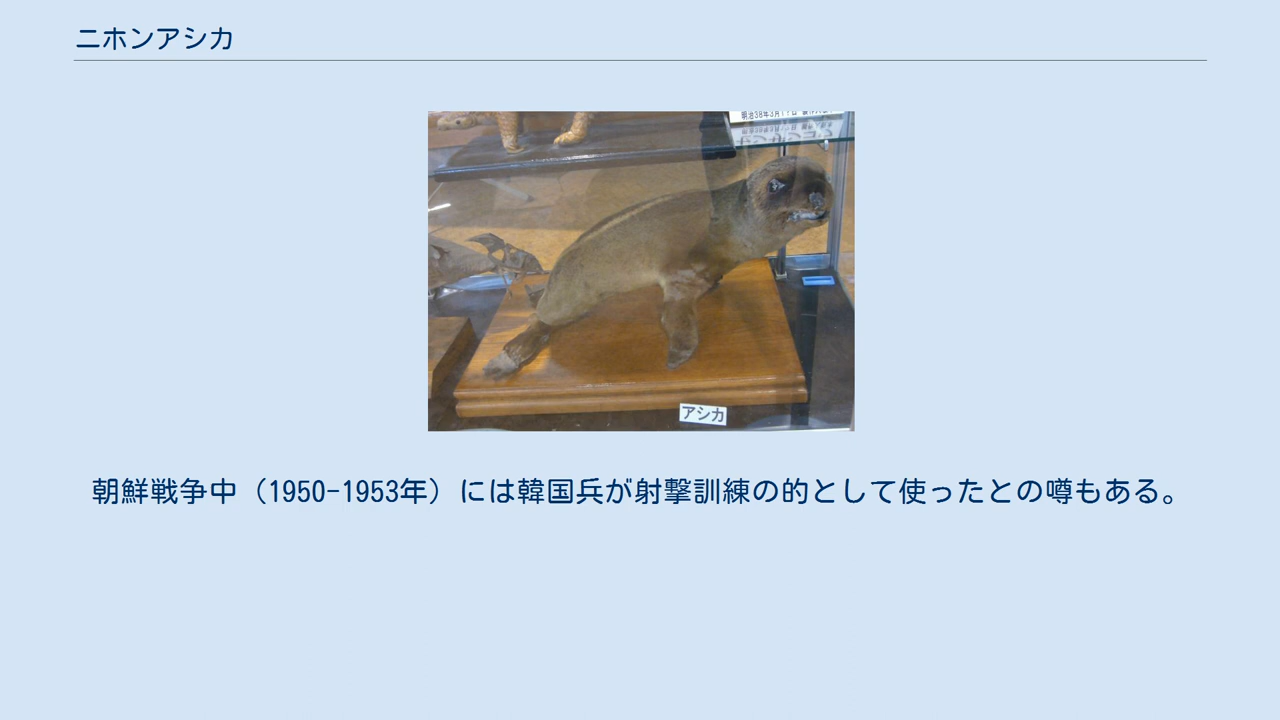 ニホンアシカ
アシカ
朝鮮戦争中（1950-1953年）には韓国兵が射撃訓練の的として使ったとの噂もある。